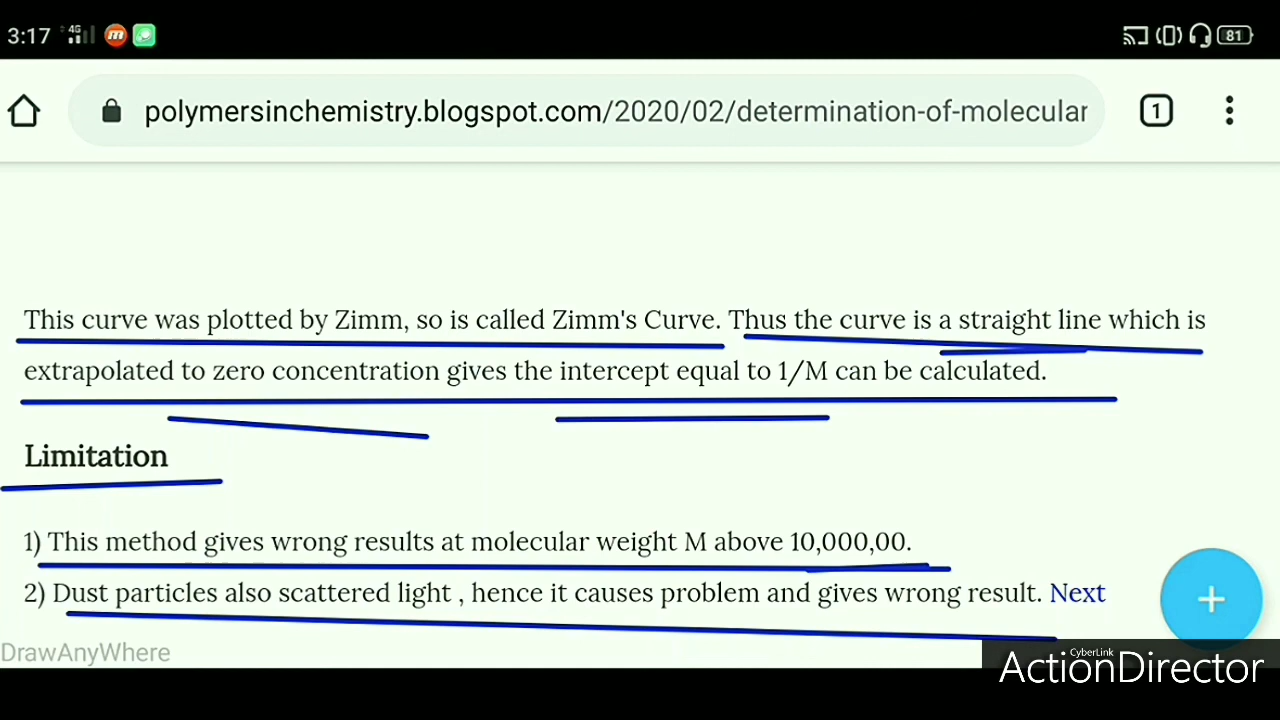 3:17 4G m 81
polymersinchemistry.blogspot.com/2020/02/determination-of-molecular 1
This curve was plotted by Zimm, so is called Zimm's Curve. Thus the curve is a straight line which is
extrapolated to zero concentration gives the intercept equal to 1/M can be calculated.
Limitation
1) This method gives wrong results at molecular weight M above 10,000,00.
2) Dust particles also scattered light , hence it causes problem and gives wrong result. Next
+
DrawAnyWhere
CyberLink
ActionDirector